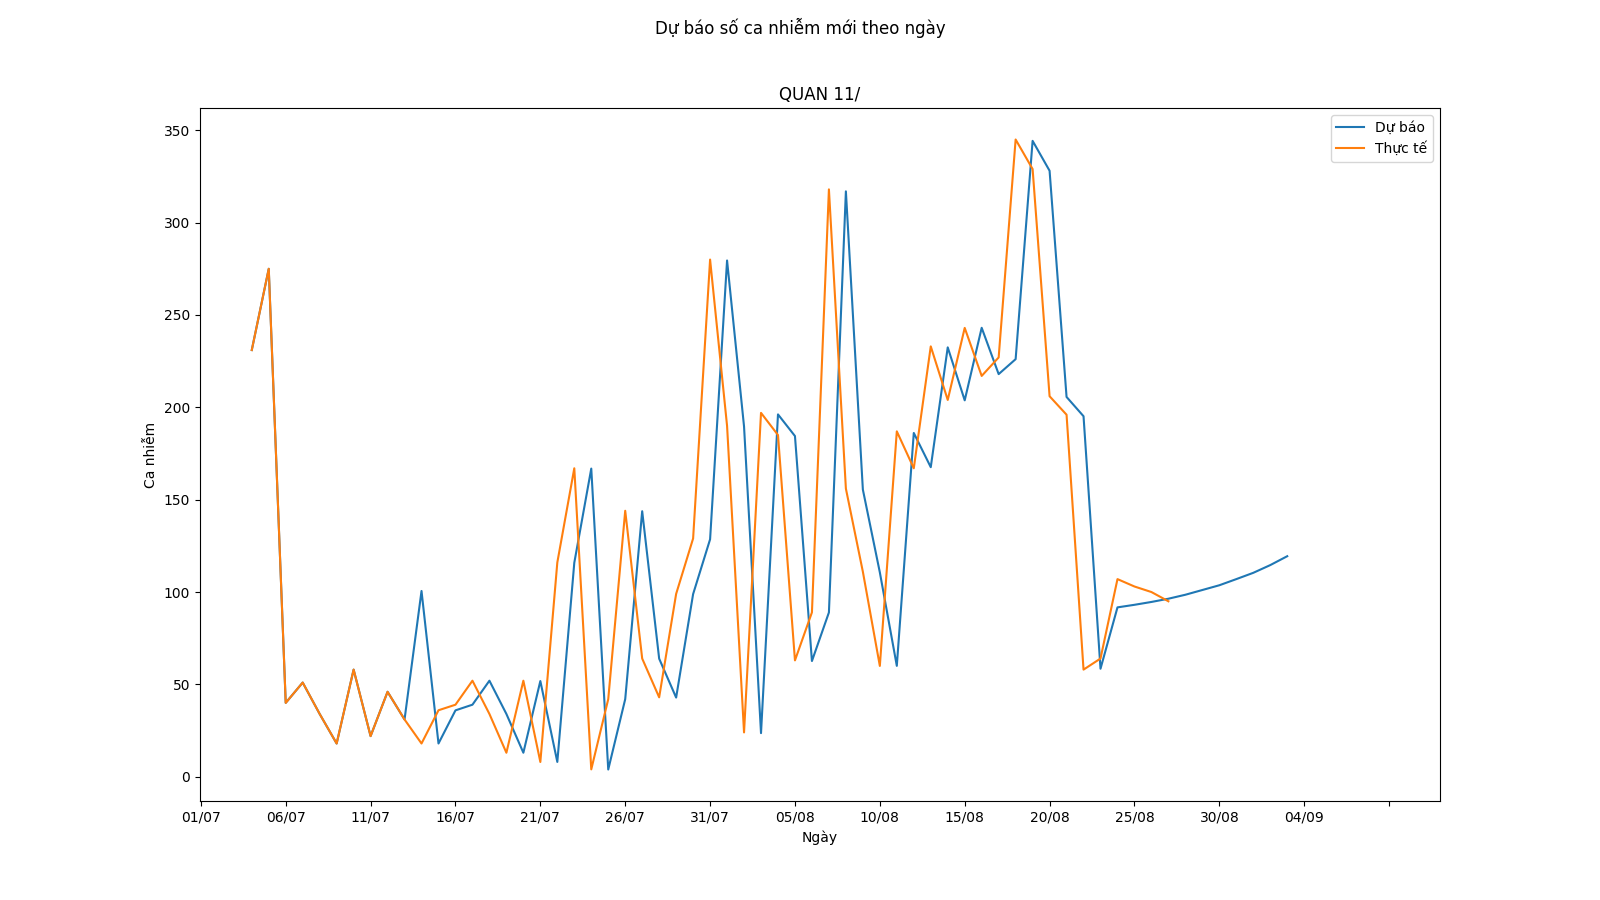 Dự báo số ca nhiễm mới theo ngày
QUAN 11/
Dự báo
Thực tế
350
300
250
200
150
100
50
0
Ca nhiễm
01/07 06/07 11/07 16/07 21/07 26/07 31/07 05/08 10/08 15/08 20/08 25/08 30/08 04/09
Ngày